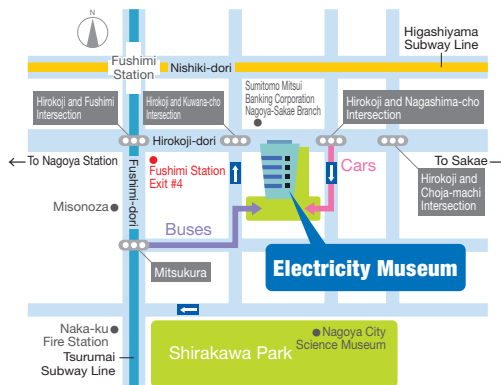 N
Higashiyama
Subway Line
Fushimi
Station
Nishiki-dori
Sumitomo Mitsui
Banking Corporation
Nagoya-Sakae Branch
Hirokoji and Fushimi
Intersection
Hirokoji and Kuwana-cho
Intersection
Hirokoji and Nagashima-cho
Intersection
Hirokoji-dori
To Nagoya Station
Fushimi Station
Exit #4
Cars
To Sakae
Hirokoji and
Choja-machi
Intersection
Fushimi-dori
Misonoza
Buses
Electricity Museum
Mitsukura
Naka-ku
Fire Station
Nagoya City
Science Museum
Shirakawa Park
Tsurumai
Subway Line